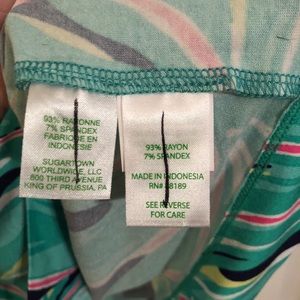 93% RAYONNE
7% SPANDEX
FABRIQUE EN
INDONESIE
SUGARTOWN
WORLDWIDE, LLC
800 THIRD AVENUE
KING OF PRUSSIA, PA
93% RAYON
7% SPANDEX
MADE IN INDONESIA
RN# 8189
SEE REVERSE
FOR CARE